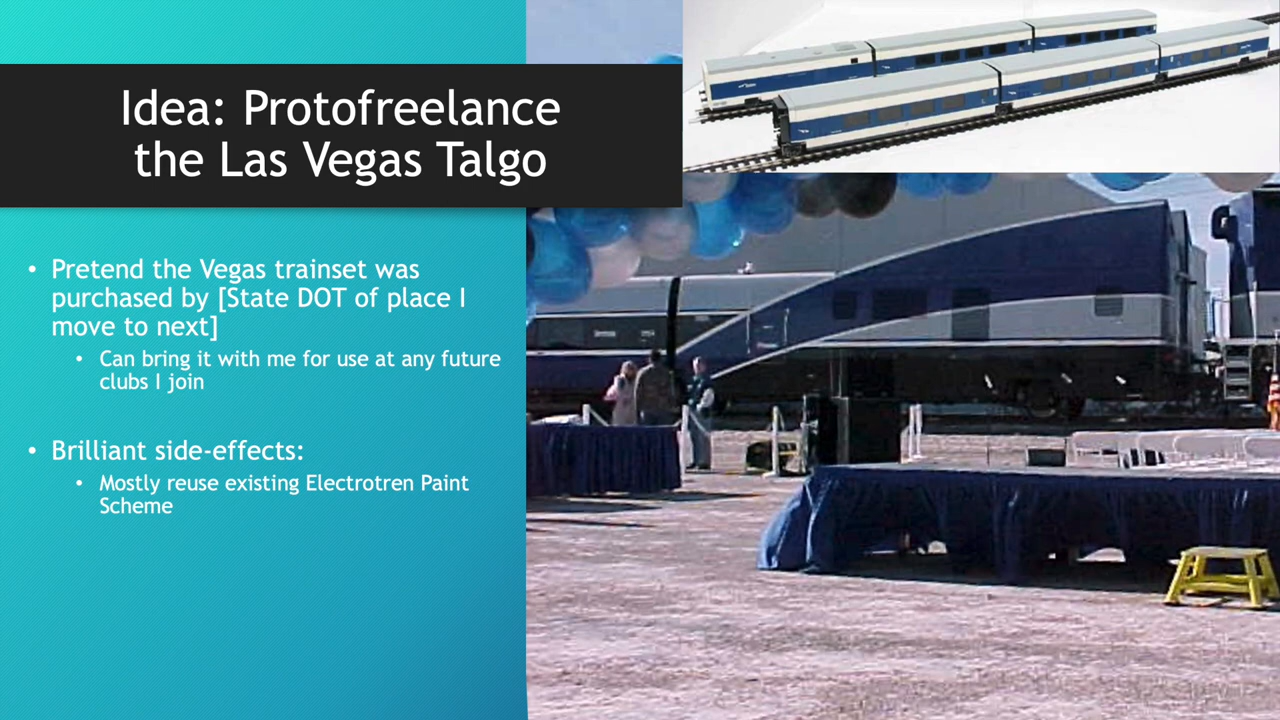 Idea: Protofreelance
the Las Vegas Talgo
• Pretend the Vegas trainset was
purchased by [State DOT of place I
move to next]
• Can bring it with me for use at any future
clubs I join
• Brilliant side-effects:
• Mostly reuse existing Electrotren Paint
Scheme